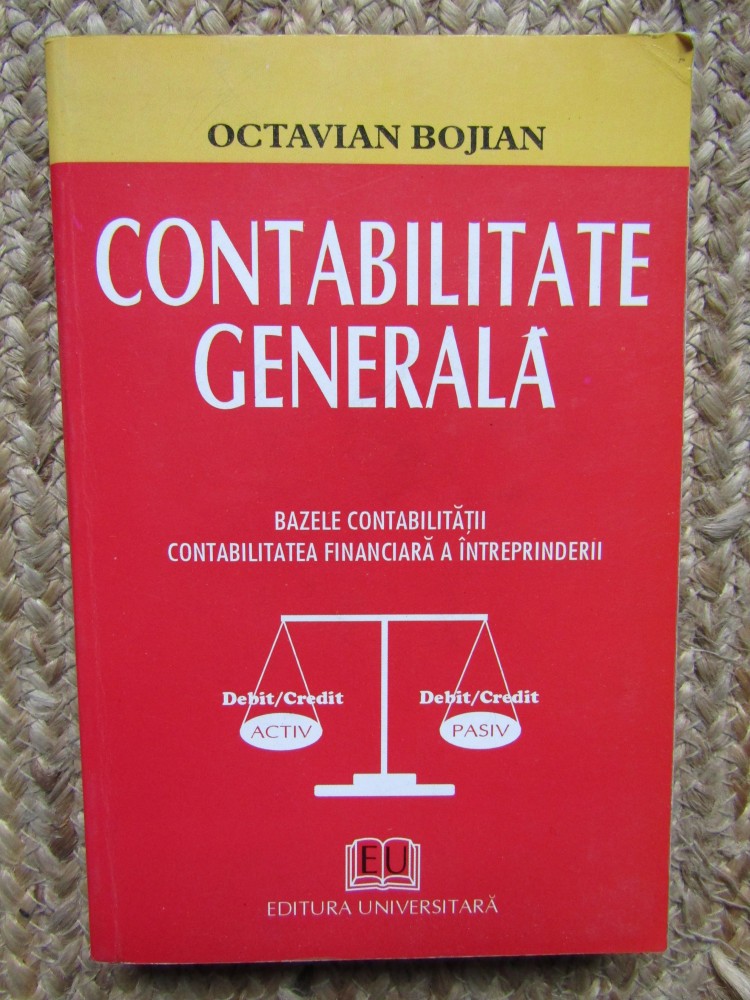 OCTAVIAN BOJIAN
CONTABILITATE
GENERALĂ
BAZELE CONTABILITĂȚII
CONTABILITATEA FINANCIARĂ A ÎNTREPRINDERII
Debit/Credit
ACTIV
Debit/Credit
PASIV
EU
EDITURA UNIVERSITARĂ